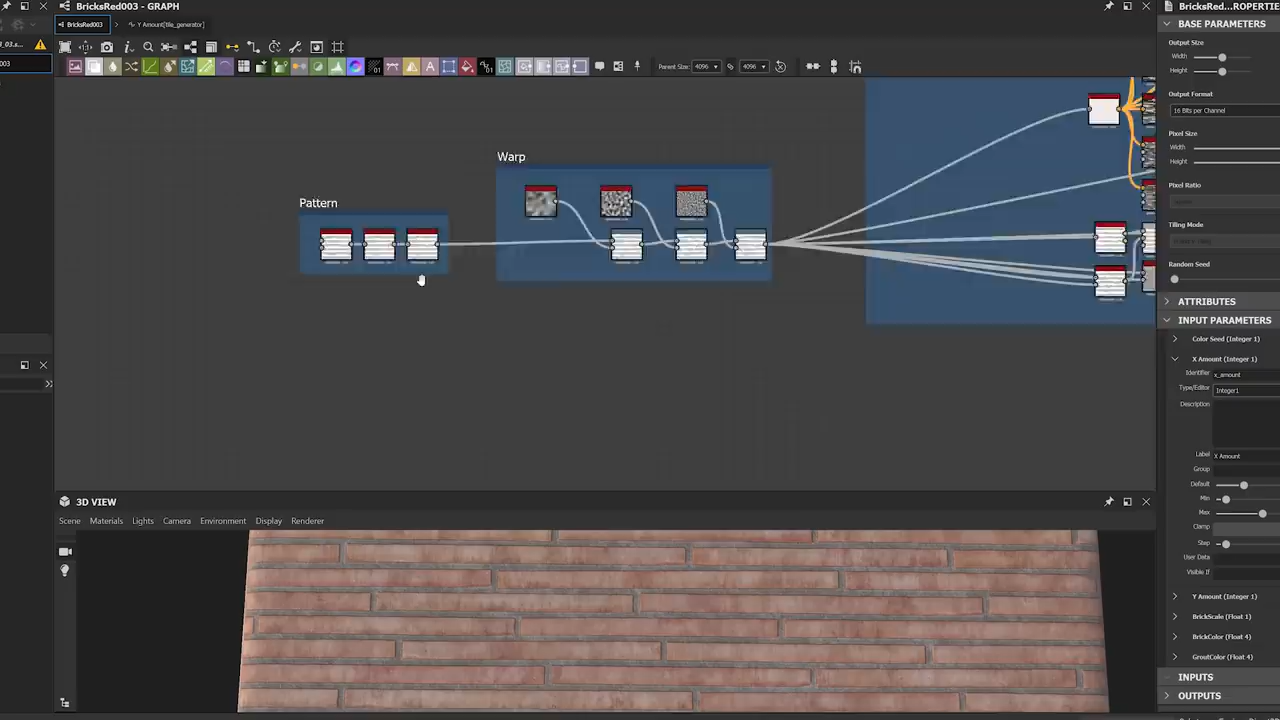 BricksRed003 - GRAPH
BricksRed003
Y Amount[tile_generator]
003
Parent Size:
4096
4096
Warp
Pattern
3D VIEW
Scene
Materials
Lights
Camera
Environment
Display
Renderer
BricksRed...ROPERTIE
BASE PARAMETERS
Output Size
Width
Height
Output Format
16 Bits per Channel
Pixel Size
Width
Height
Pixel Ratio
Tiling Mode
Random Seed
ATTRIBUTES
INPUT PARAMETERS
Color Seed (Integer 1)
X Amount (Integer 1)
Identifier
x_amount
Type/Editor
Integer1
Description
Label
X Amount
Group
Default
Min
Max
Clamp
Step
User Data
Visible If
Y Amount (Integer 1)
BrickScale (Float 1)
BrickColor (Float 4)
GroutColor (Float 4)
INPUTS
OUTPUTS